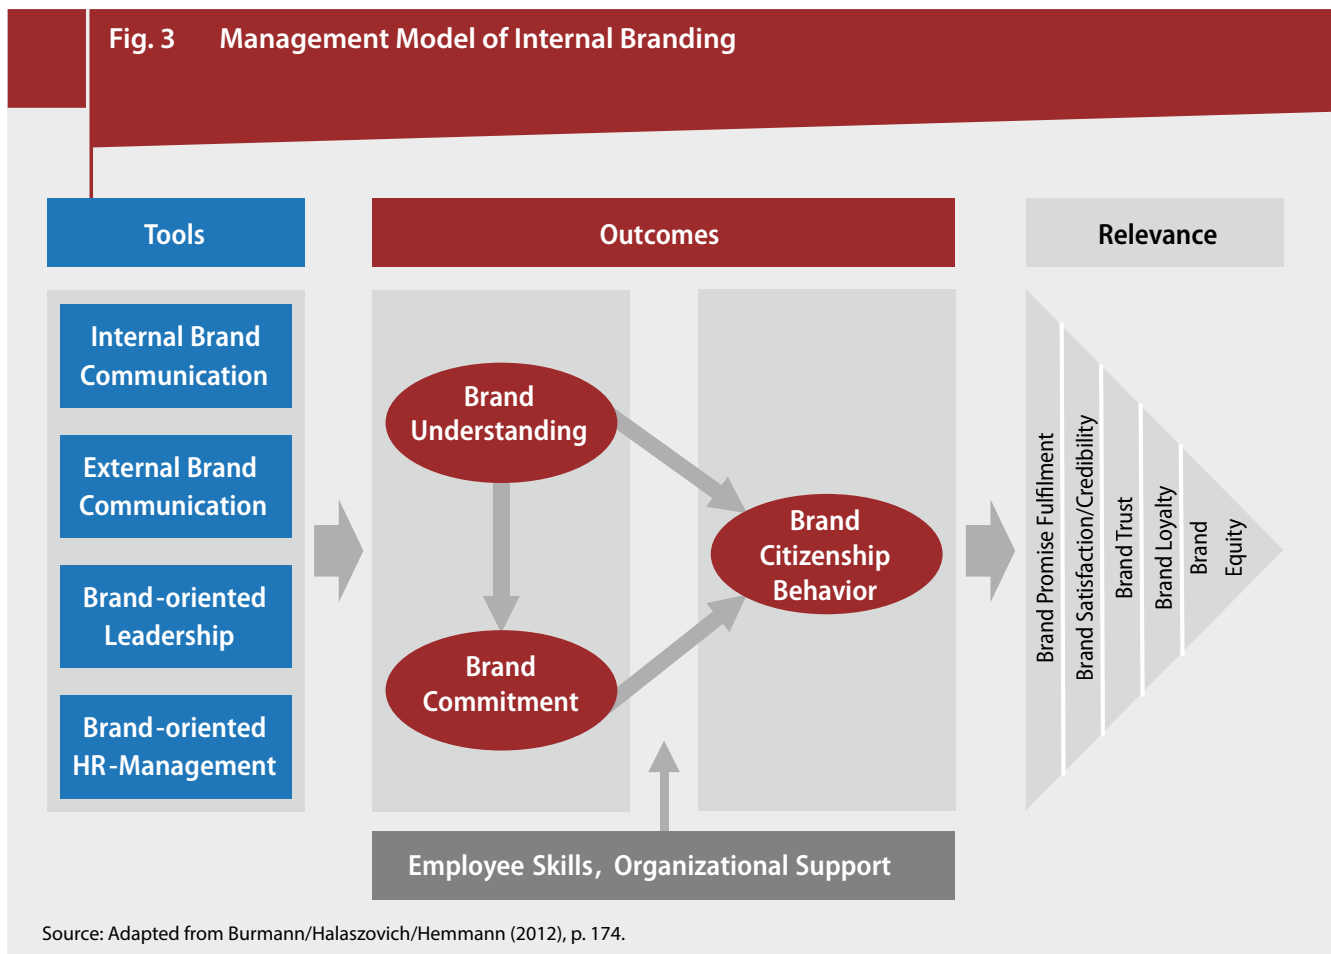 Fig. 3 Management Model of Internal Branding
Tools
Outcomes
Relevance
Internal Brand
Communication
External Brand
Communication
Brand-oriented
Leadership
Brand-oriented
HR-Management
Brand
Understanding
Brand
Commitment
Brand
Citizenship
Behavior
Brand Promise Fulfilment
Brand Satisfaction/Credibility
Brand Trust
Brand Loyalty
Brand
Equity
Employee Skills, Organizational Support
Source: Adapted from Burmann/Halaszovich/Hemmann (2012), p. 174.